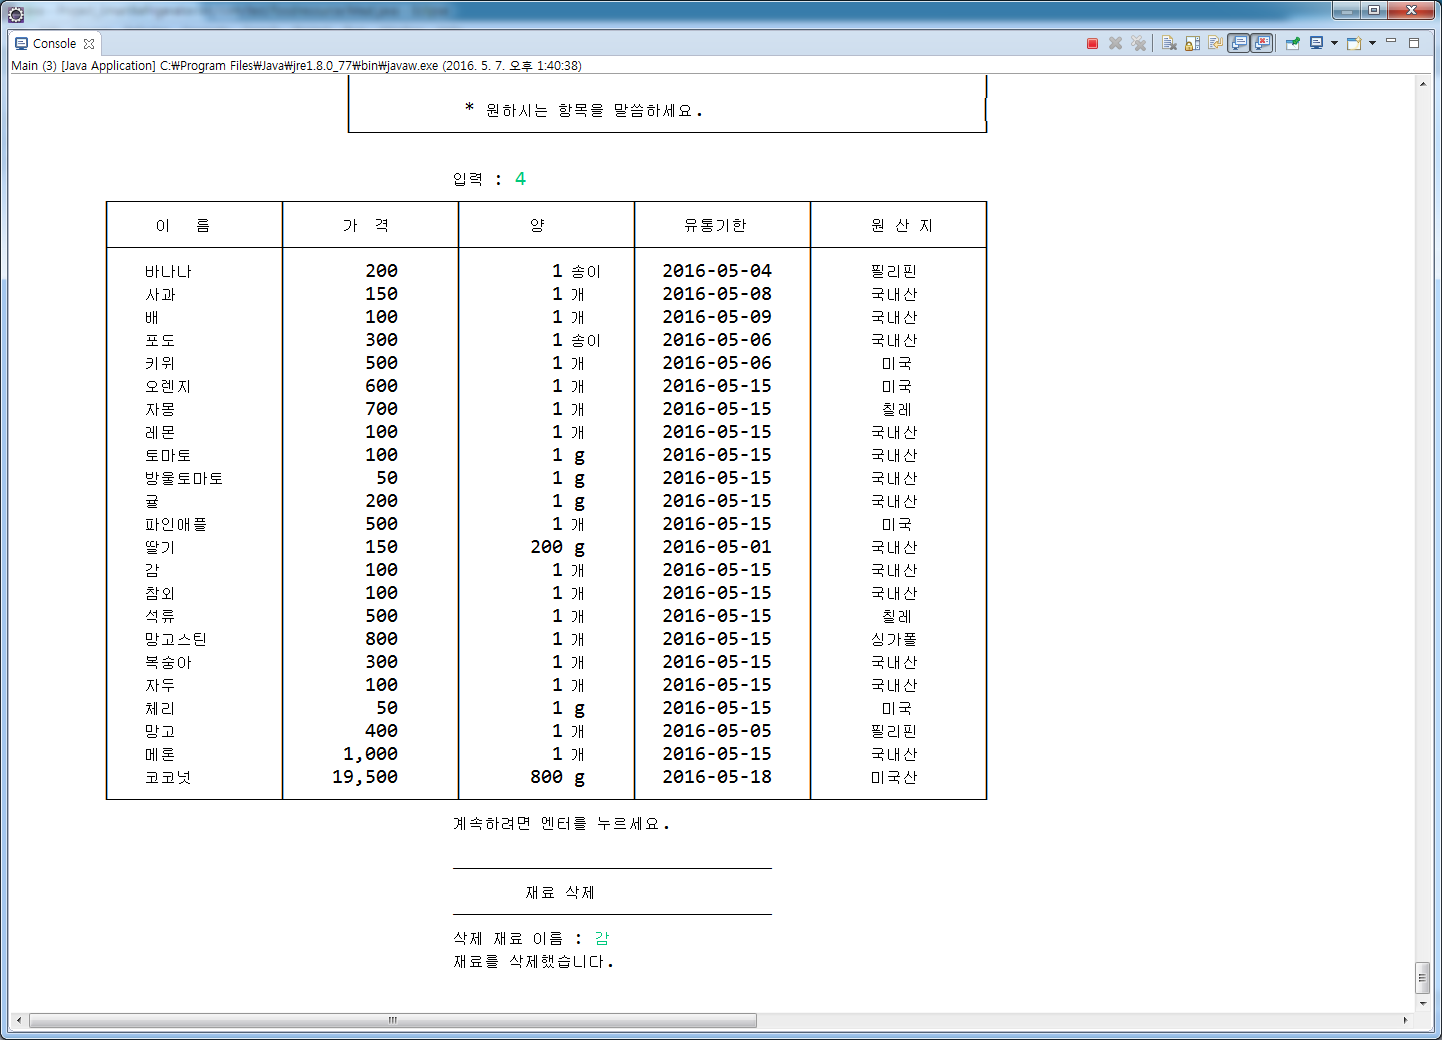 Console
Main (3) [Java Application] C:₩Program Files₩Java₩jre1.8.0_77₩bin₩javaw.exe (2016. 5. 7. 오후 1:40:38)
* 원하시는 항목을 말씀하세요.
입력 : 4
이 름 가 격 양 유통기한 원 산 지
바나나 200 1 송이 2016-05-04 필리핀
사과 150 1 개 2016-05-08 국내산
배 100 1 개 2016-05-09 국내산
포도 300 1 송이 2016-05-06 국내산
키위 500 1 개 2016-05-06 미국
오렌지 600 1 개 2016-05-15 미국
자몽 700 1 개 2016-05-15 칠레
레몬 100 1 개 2016-05-15 국내산
토마토 100 1 g 2016-05-15 국내산
방울토마토 50 1 g 2016-05-15 국내산
귤 200 1 g 2016-05-15 국내산
파인애플 500 1 개 2016-05-15 미국
딸기 150 200 g 2016-05-01 국내산
감 100 1 개 2016-05-15 국내산
참외 100 1 개 2016-05-15 국내산
석류 500 1 개 2016-05-15 칠레
망고스틴 800 1 개 2016-05-15 싱가폴
복숭아 300 1 개 2016-05-15 국내산
자두 100 1 개 2016-05-15 국내산
체리 50 1 g 2016-05-15 미국
망고 400 1 개 2016-05-05 필리핀
메론 1,000 1 개 2016-05-15 국내산
코코넛 19,500 800 g 2016-05-18 미국산
계속하려면 엔터를 누르세요.
재료 삭제
삭제 재료 이름 : 감
재료를 삭제했습니다.